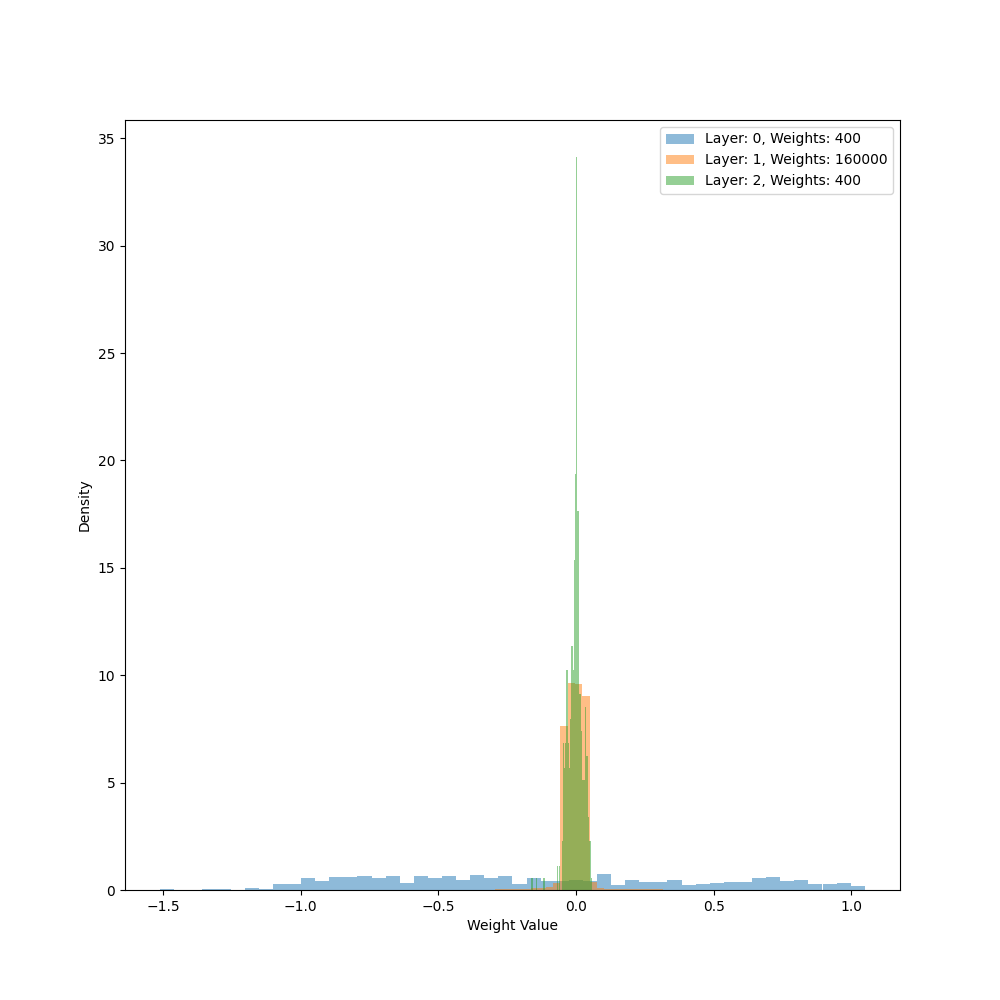 35
30
25
20
15
10
5
0
Density
Layer: 0, Weights: 400
Layer: 1, Weights: 160000
Layer: 2, Weights: 400
−1.5 −1.0 −0.5 0.0 0.5 1.0
Weight Value